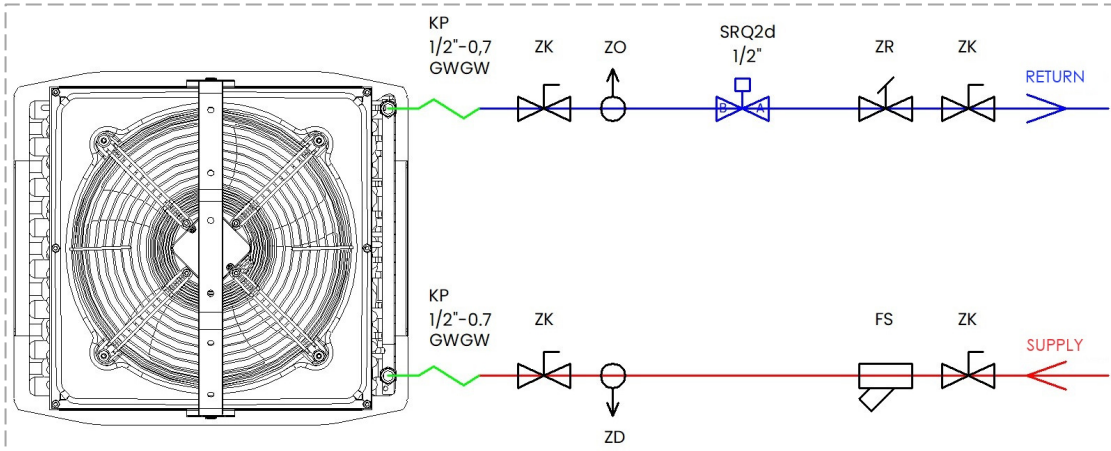 KP
1/2"-0,7
GWGW
ZK
ZO
SRQ2d
1/2"
ZR
ZK
RETURN
B
A
KP
1/2"-0.7
GWGW
ZK
FS
ZK
SUPPLY
ZD